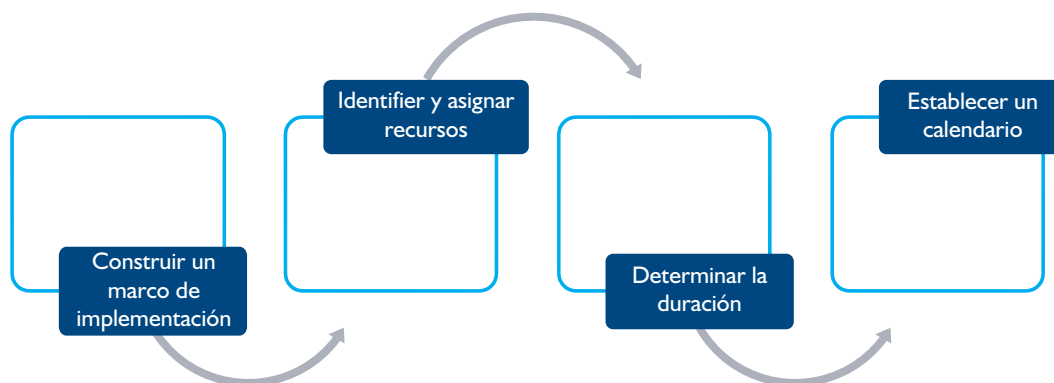 Construir un
marco de
implementación
Identifier y asignar
recursos
Determinar la
duración
Establecer un
calendario